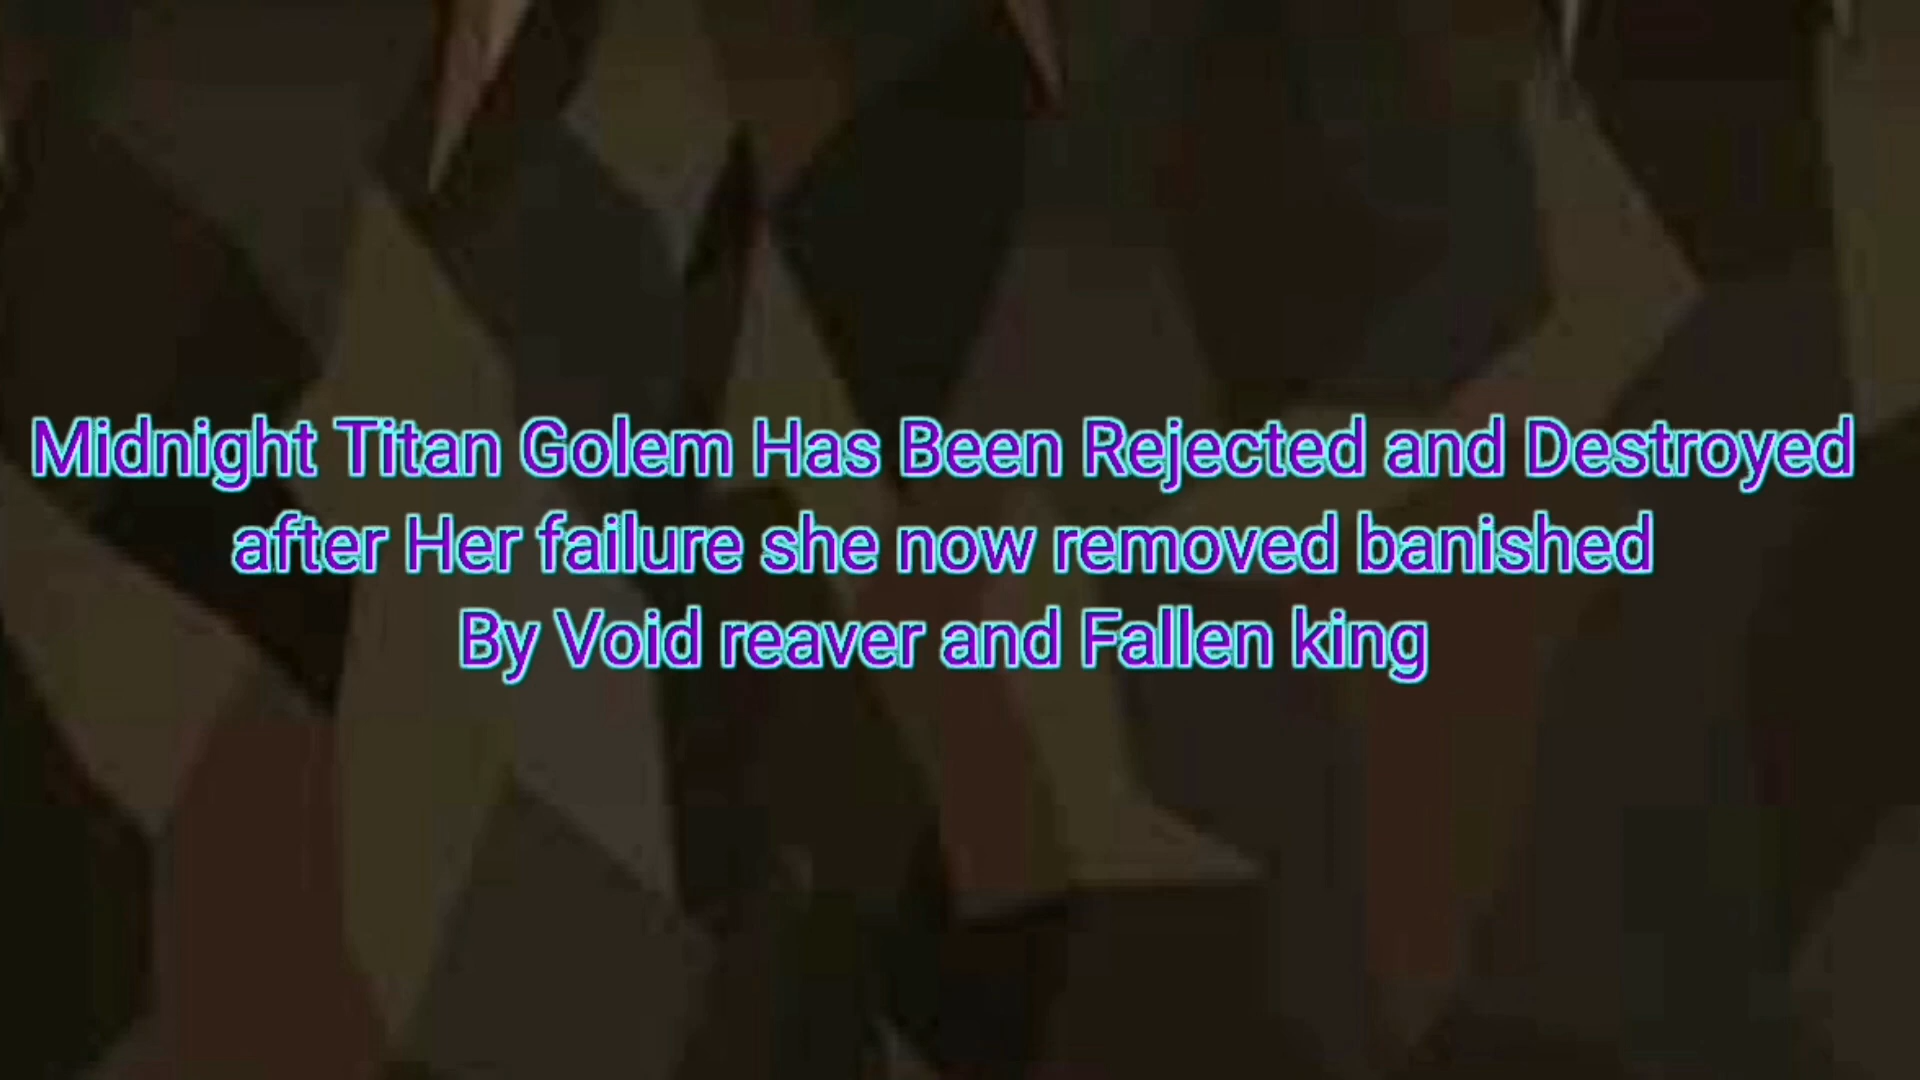 Midnight Titan Golem Has Been Rejected and Destroyed
after Her failure she now removed banished
By Void reaver and Fallen king